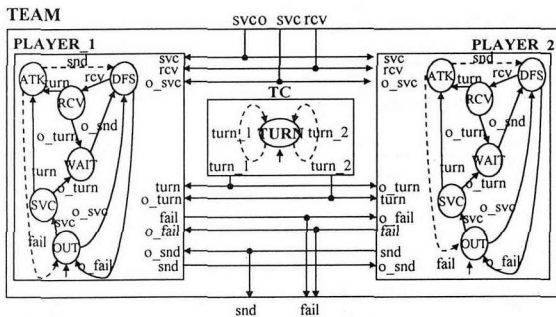 TEAM
svc o svc rcv
PLAYER_1
PLAYER_2
snd
ATK
DFS
turn
rcv
RCV
o_turn
o_snd
WAIT
turn
o_turn
SVC
svc
o_svc
fail
OUT
o_fail
svc
rcv
o_svc
TC
turn_1
TURN
turn_2
turn_1
turn_2
turn
o_turn
fail
o_fail
o_snd
snd
svc
rcv
o_svc
o_turn
turn
o_fail
fail
snd
o_snd
snd
ATK
DFS
turn
rcv
RCV
o_turn
o_snd
WAIT
turn
o_turn
SVC
svc
o_svc
fail
OUT
o_fail
snd
fail